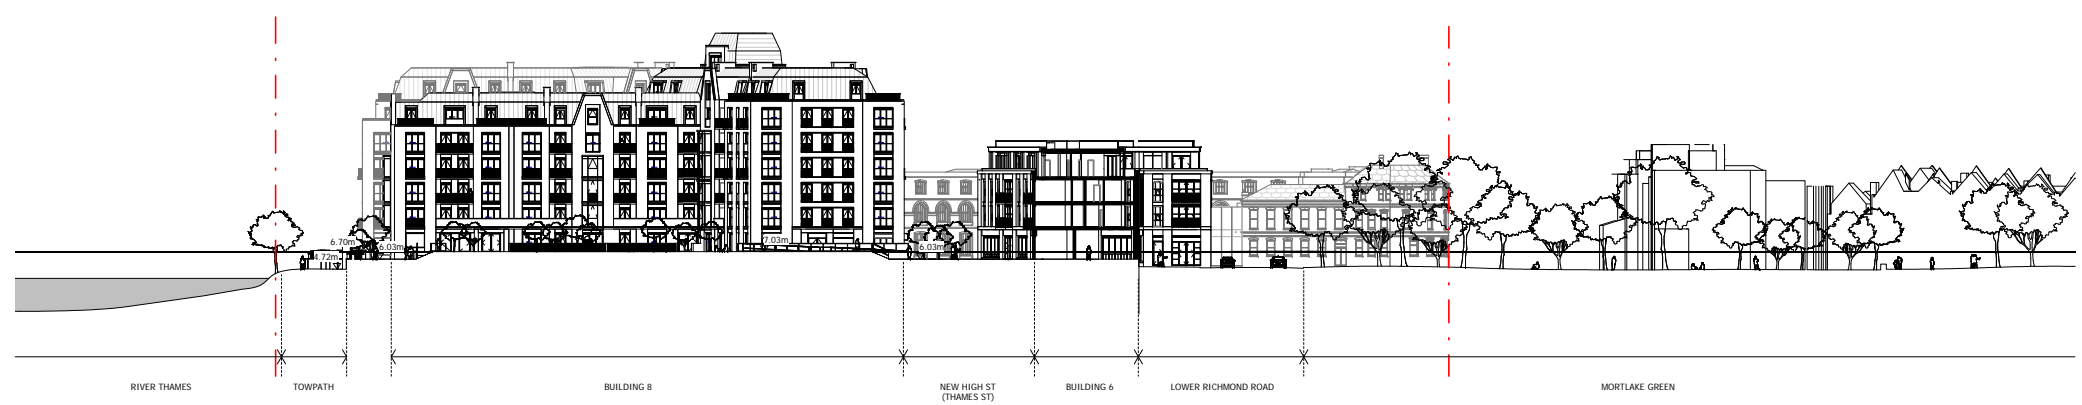 7.03m
6.70m
6.03m
6.03m
4.72m
RIVER THAMES
TOWPATH
BUILDING 8
NEW HIGH ST
(THAMES ST)
BUILDING 6
LOWER RICHMOND ROAD
MORTLAKE GREEN